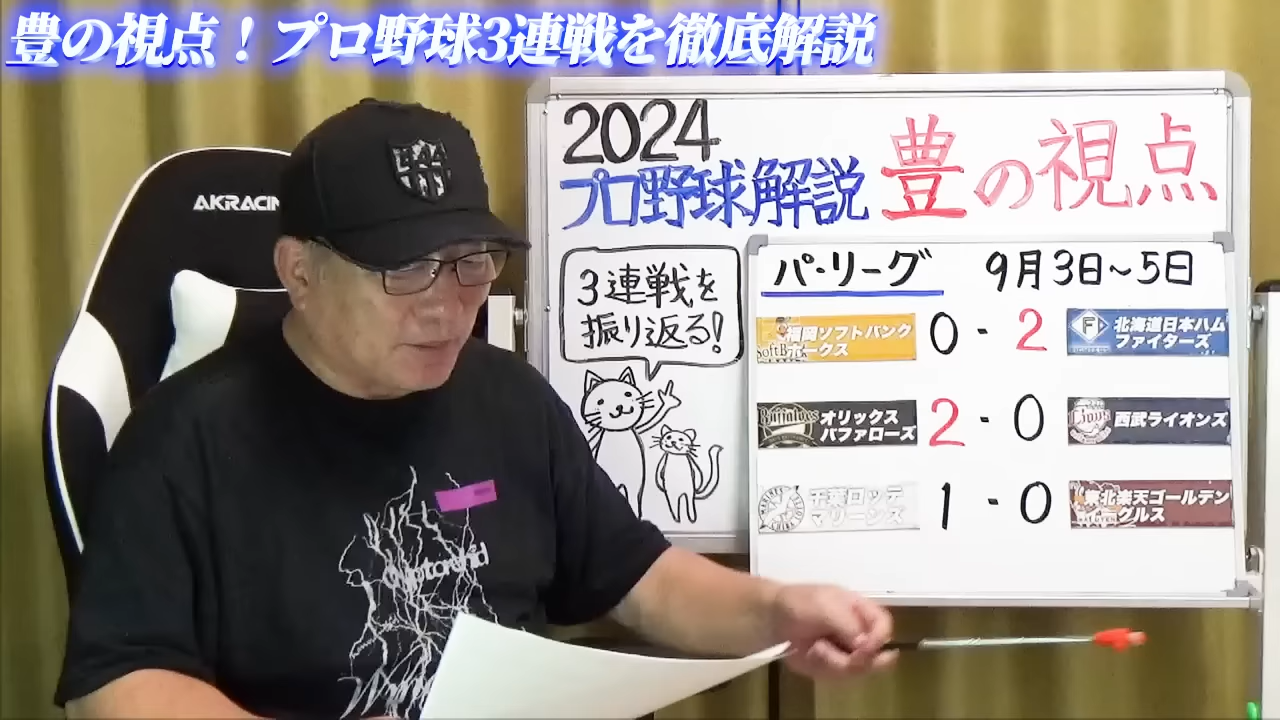 豊の視点！プロ野球3連戦を徹底解説
2024
プロ野球解説
豊の視点
3連戦を
振り返る!
パ・リーグ 9月3日~5日
福岡ソフトバンク
ホークス
0 - 2
北海道日本ハム
ファイターズ
Buffaloes
オリックス
バファローズ
2 - 0
Lions
西武ライオンズ
千葉ロッテ
マリーンズ
1 - 0
東北楽天ゴールデン
イーグルス
AKRACIN
944